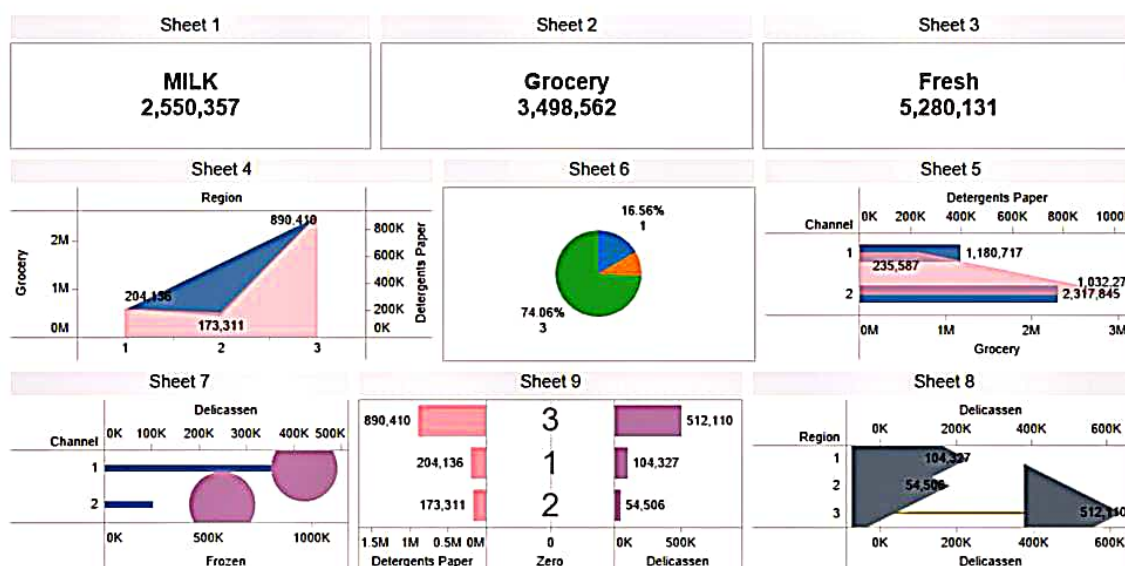 Sheet 1
MILK
2,550,357
Sheet 2
Grocery
3,498,562
Sheet 3
Fresh
5,280,131
Sheet 4
Region
890,410
204,136
173,311
2M
1M
0M
Grocery
800K
600K
400K
200K
0K
Detergents Paper
1 2 3
Sheet 6
16.56%
1
74.06%
3
Sheet 5
Detergents Paper
0K 200K 400K 600K 800K 1000K
Channel
1
1,180,717
235,587
1,032,27
2
2,317,845
0M 1M 2M 3M
Grocery
Sheet 7
Delicassen
0K 100K 200K 300K 400K 500K
Channel
1
2
0K 500K 1000K
Frozen
Sheet 9
890,410 3 512,110
204,136 1 104,327
173,311 2 54,506
1.5M 1M 0.5M 0M 0 0K 500K
Detergents Paper Zero Delicassen
Sheet 8
Delicassen
Region
0K 200K 400K 600K
1
104,327
2
54,506
3
512,110
0K 200K 400K 600K
Delicassen